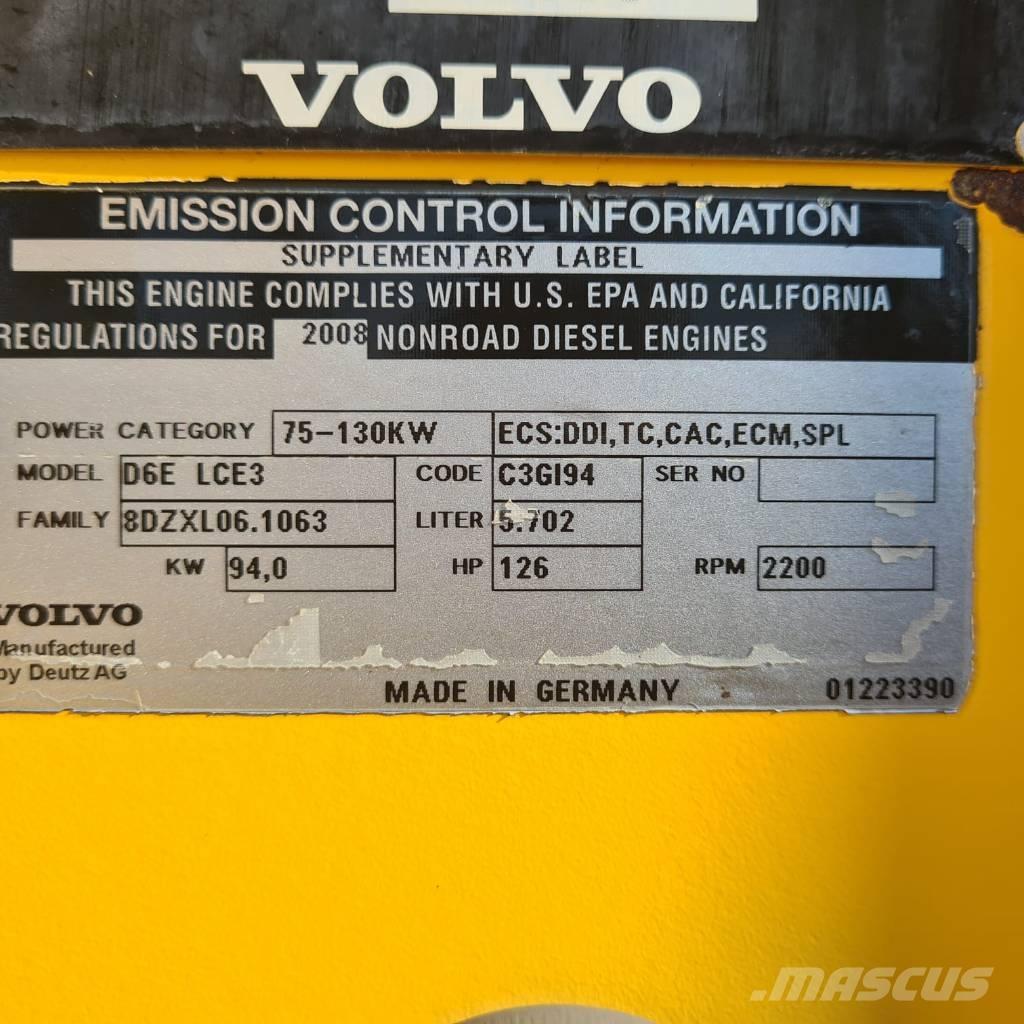 VOLVO
EMISSION CONTROL INFORMATION
SUPPLEMENTARY LABEL
THIS ENGINE COMPLIES WITH U.S. EPA AND CALIFORNIA
REGULATIONS FOR 2008 NONROAD DIESEL ENGINES
POWER CATEGORY 75-130KW ECS:DDI,TC,CAC,ECM,SPL
MODEL D6E LCE3 CODE C3GI94 SER NO
FAMILY 8DZXL06.1063 LITER 5.702
KW 94,0 HP 126 RPM 2200
VOLVO
Manufactured
by Deutz AG
MADE IN GERMANY 01223390
.MASCUS